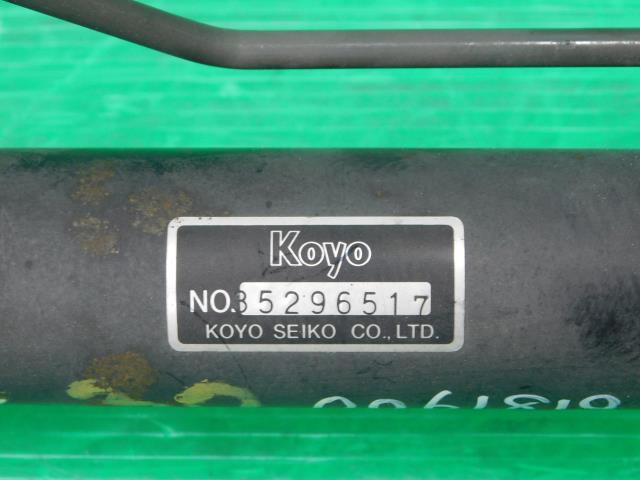 Koyo
NO.35296517
KOYO SEIKO CO., LTD.